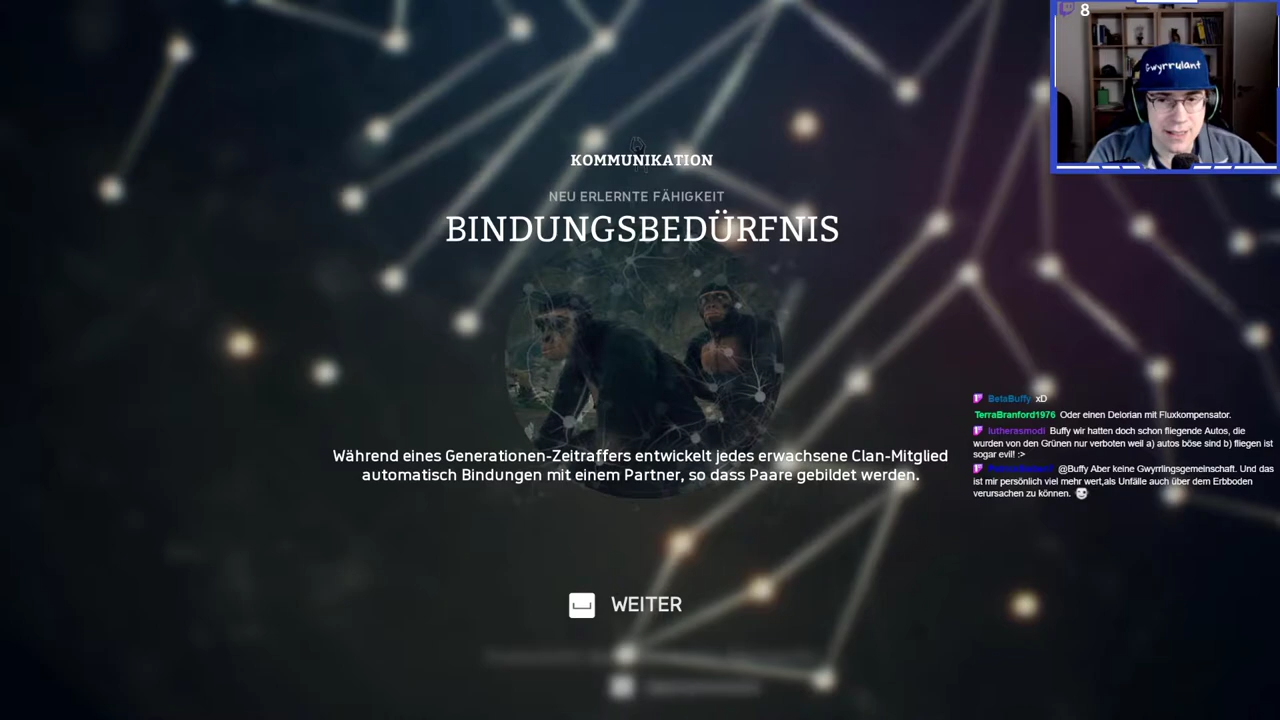 8
Gwyrrulant
KOMMUNIKATION
NEU ERLERNTE FÄHIGKEIT
BINDUNGSBEDÜRFNIS
Während eines Generationen-Zeitraffers entwickelt jedes erwachsene Clan-Mitglied
automatisch Bindungen mit einem Partner, so dass Paare gebildet werden.
WEITER
BetaBuffy xD
TerraBranford1976 Oder einen Delorian mit Fluxkompensator.
lutherasmodi Buffy wir hatten doch schon fliegende Autos, die
wurden von den Grünen nur verboten weil a) autos böse sind b) fliegen ist
sogar evil! :>
@Buffy Aber keine Gwyrrlingsgemeinschaft. Und das
ist mir persönlich viel mehr wert,als Unfälle auch über dem Erbboden
verursachen zu können.